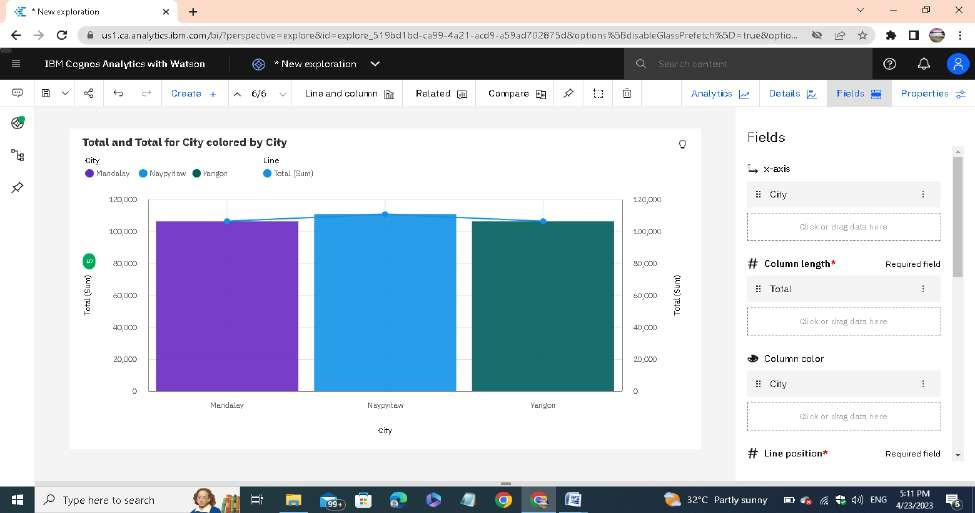 * New exploration
us1.ca.analytics.ibm.com/bi/?perspective=explore&id=explore_519bd1bd-ca99-4a21-acd9-a59ad702875d&options%5BdisableGlassPrefetch%5D=true&optio...
IBM Cognos Analytics with Watson
* New exploration
Search content
Create +
6/6
Line and column
Related
Compare
Analytics
Details
Fields
Properties
Total and Total for City colored by City
City
Line
Mandalay
Naypyitaw
Yangon
Total (Sum)
120,000
100,000
80,000
60,000
40,000
20,000
0
Total (Sum)
5
120,000
100,000
80,000
60,000
40,000
20,000
0
Total (Sum)
Mandalay
Naypyitaw
Yangon
City
Fields
x-axis
City
Click or drag data here
# Column length*
Required field
Total
Click or drag data here
Column color
City
Click or drag data here
# Line position*
Required field
Type here to search
99+
32°C Partly sunny
ENG
5:11 PM
4/23/2023
6